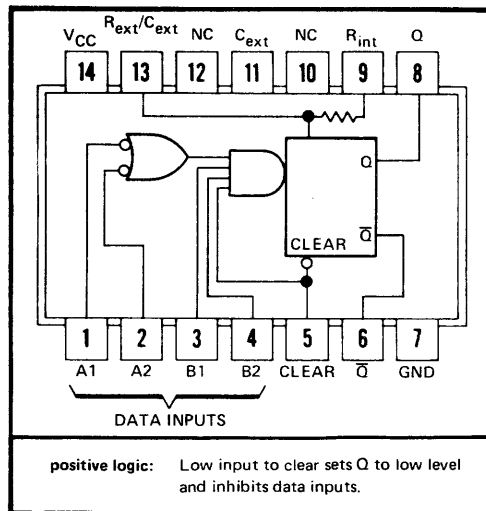 VCC Rext/Cext NC Cext NC Rint Q
14 13 12 11 10 9 8
Q
CLEAR Q̅
1 2 3 4 5 6 7
A1 A2 B1 B2 CLEAR Q̅ GND
DATA INPUTS
positive logic: Low input to clear sets Q to low level
and inhibits data inputs.